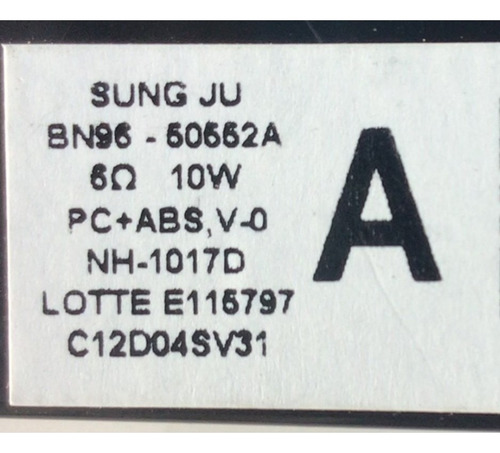 SUNG JU
BN96 - 50552A
6Ω 10W
PC+ABS, V-0
NH-1017D
LOTTE E115797
C12D04SV31
A